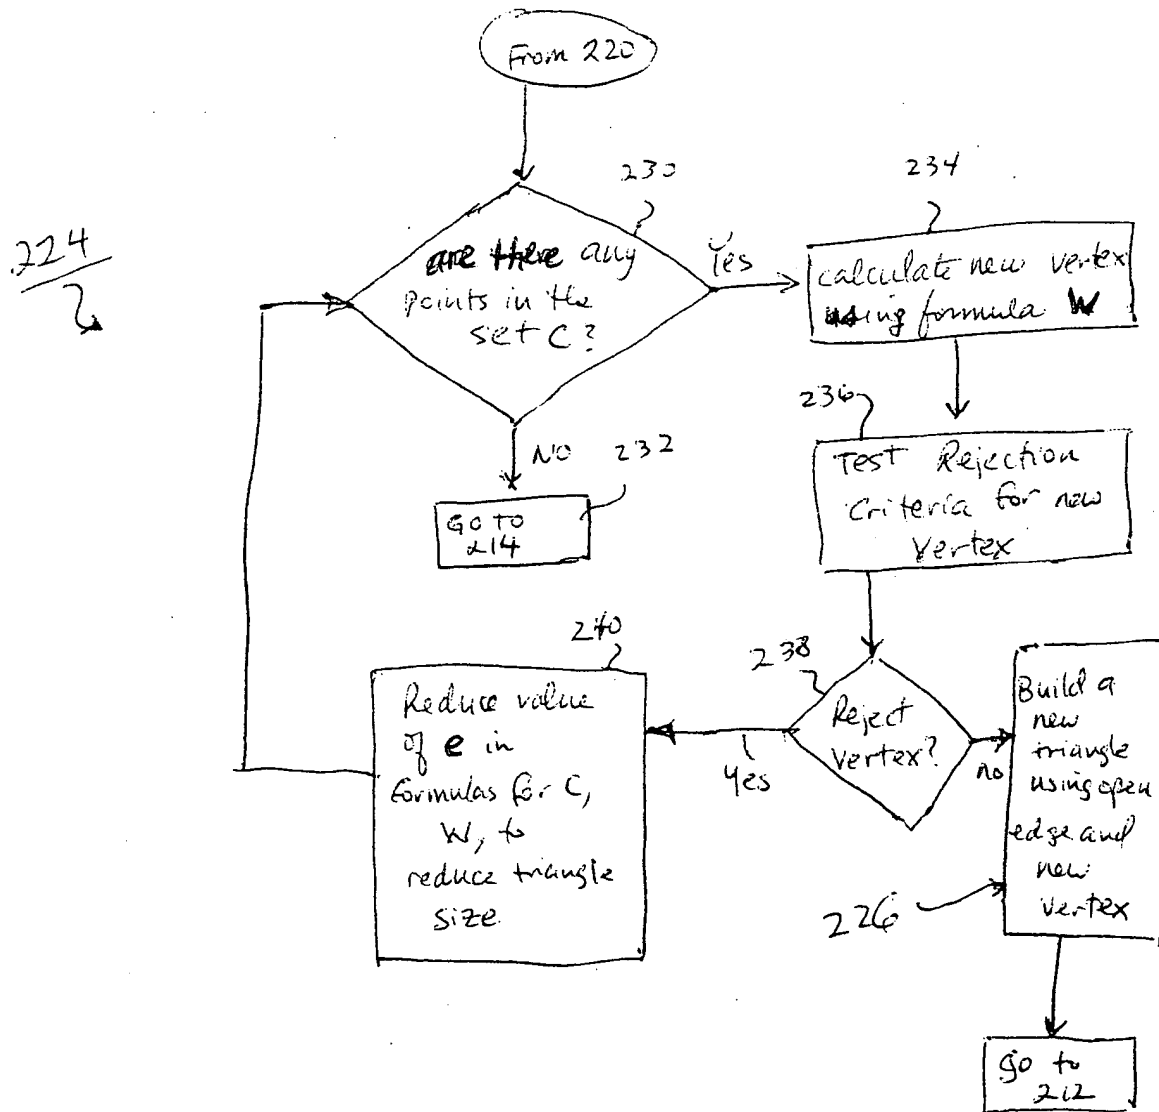 From 220
230
234
224
are there any
points in the
set C?
Yes
calculate new vertex
using formula W
236
NO
232
Test Rejection
Criteria for new
Vertex
GO TO
214
240
238
Reduce value
of e in
formulas for C,
W, to
reduce triangle
size
Yes
Reject
vertex?
no
Build a
new
triangle
using open
edge and
new
vertex
226
go to
212